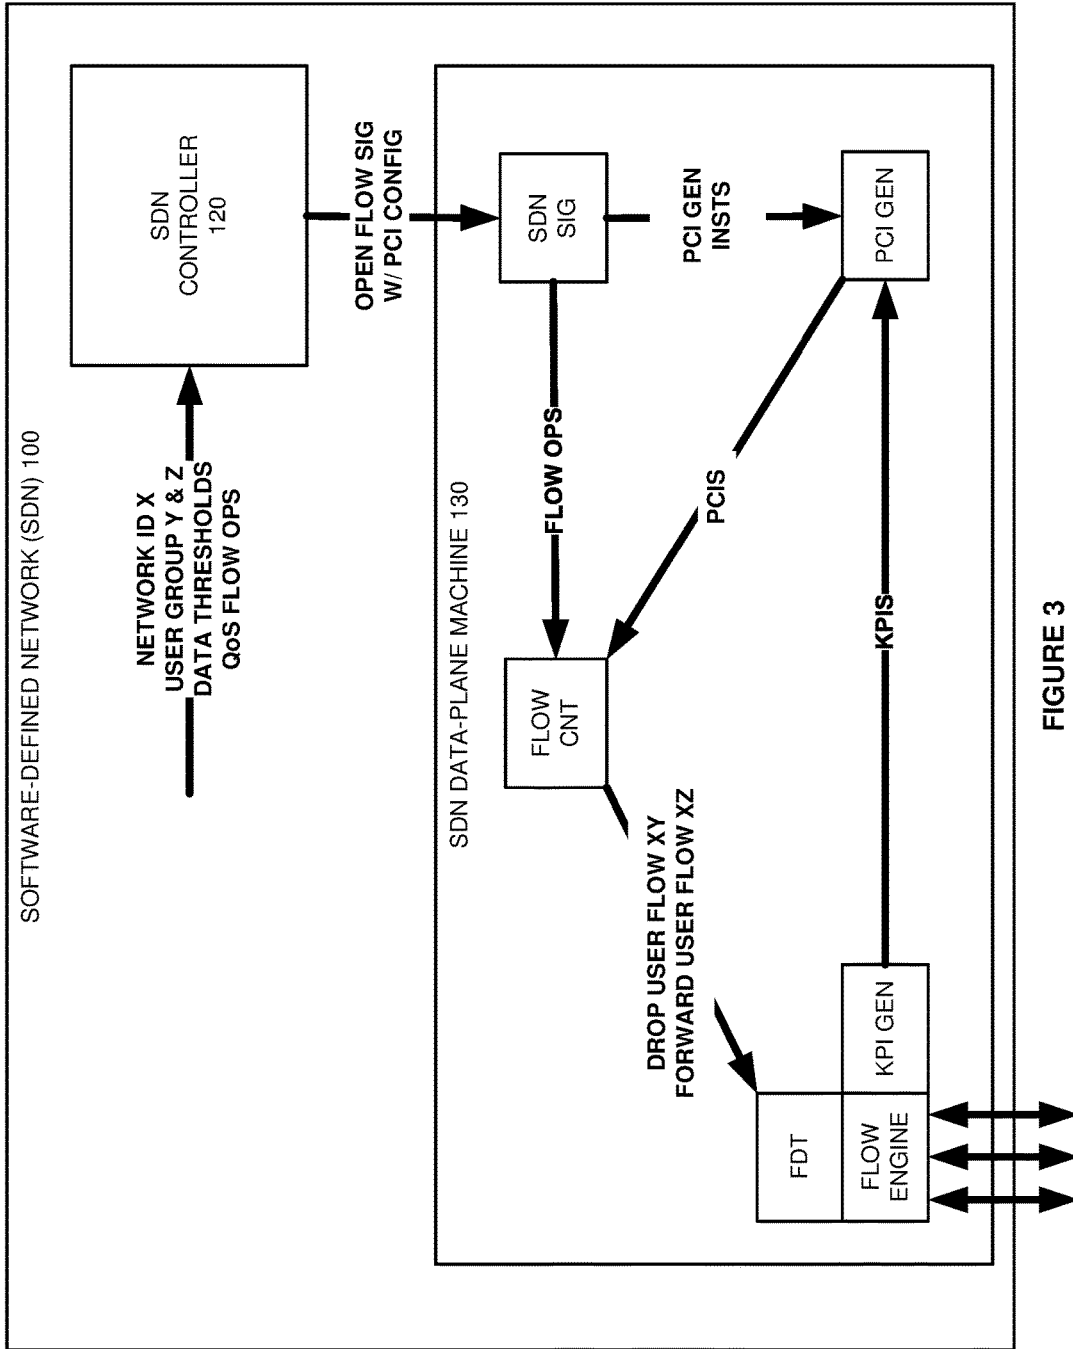 SOFTWARE-DEFINED NETWORK (SDN) 100
NETWORK ID X
USER GROUP Y & Z
DATA THRESHOLDS
QoS FLOW OPS
SDN
CONTROLLER
120
OPEN FLOW SIG
W/ PCI CONFIG
SDN DATA-PLANE MACHINE 130
FLOW
CNT
FLOW OPS
SDN
SIG
DROP USER FLOW XY
FORWARD USER FLOW XZ
PCIS
PCI GEN
INSTS
FDT
FLOW
ENGINE
KPI GEN
KPIS
PCI GEN
FIGURE 3